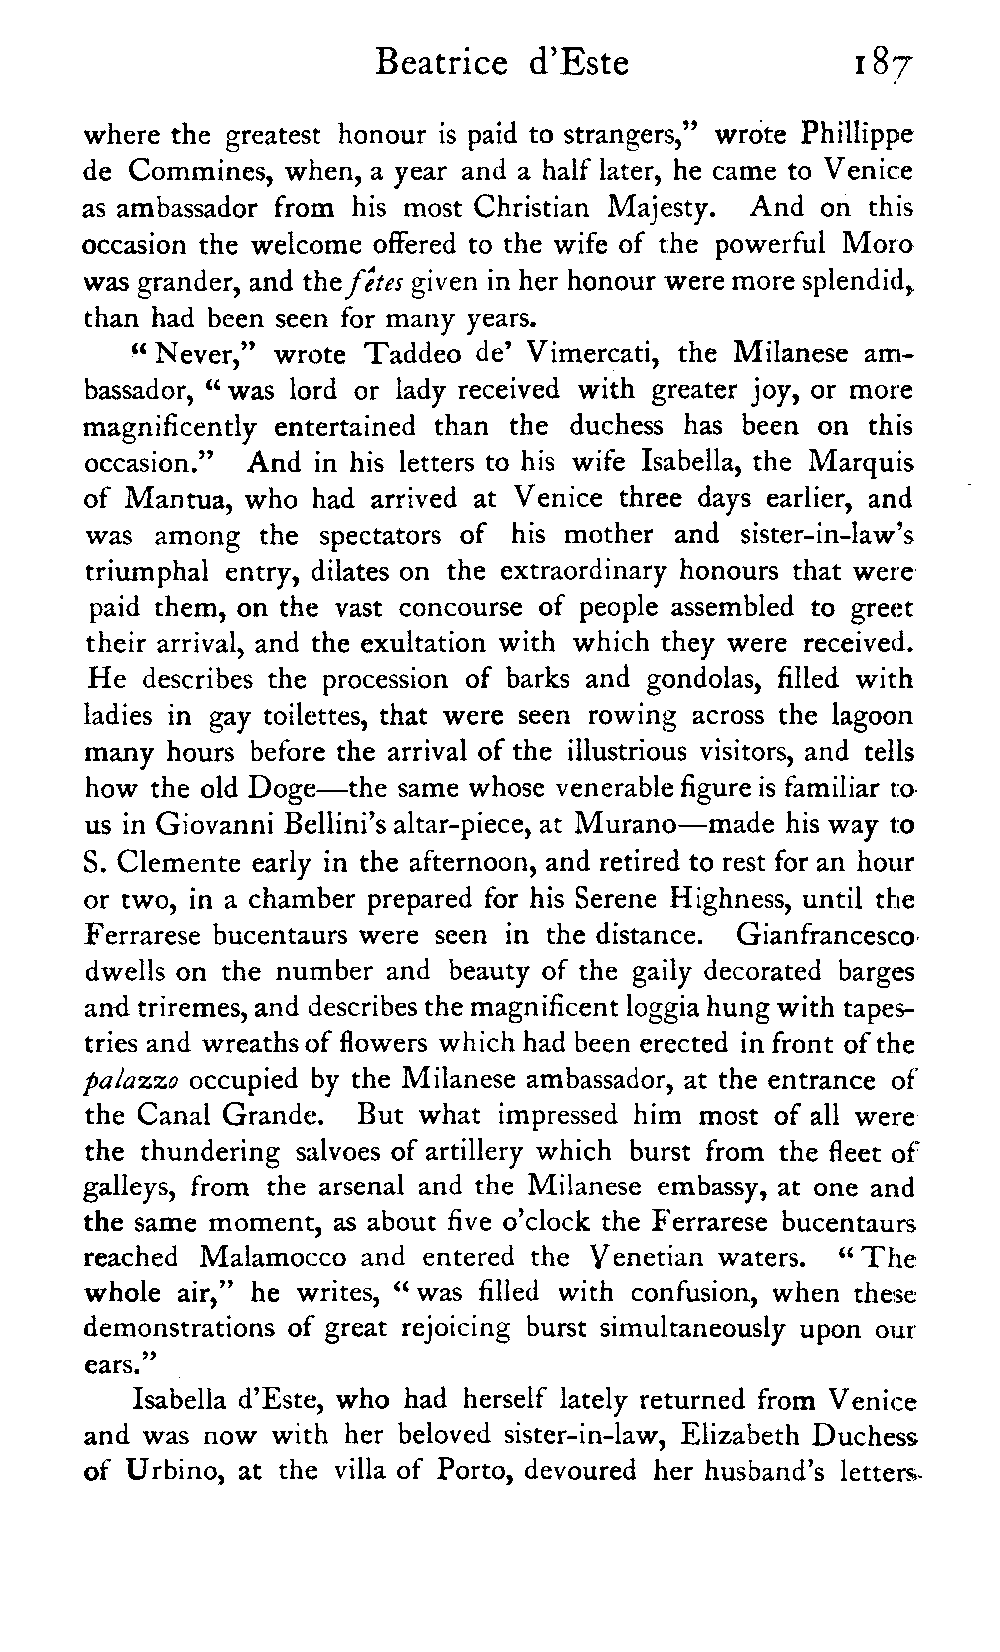 Beatrice d'Este 187
where the greatest honour is paid to strangers," wrote Phillippe
de Commines, when, a year and a half later, he came to Venice
as ambassador from his most Christian Majesty. And on this
occasion the welcome offered to the wife of the powerful Moro
was grander, and the fêtes given in her honour were more splendid,
than had been seen for many years.
"Never," wrote Taddeo de' Vimercati, the Milanese am-
bassador, "was lord or lady received with greater joy, or more
magnificently entertained than the duchess has been on this
occasion." And in his letters to his wife Isabella, the Marquis
of Mantua, who had arrived at Venice three days earlier, and
was among the spectators of his mother and sister-in-law's
triumphal entry, dilates on the extraordinary honours that were
paid them, on the vast concourse of people assembled to greet
their arrival, and the exultation with which they were received.
He describes the procession of barks and gondolas, filled with
ladies in gay toilettes, that were seen rowing across the lagoon
many hours before the arrival of the illustrious visitors, and tells
how the old Doge—the same whose venerable figure is familiar to
us in Giovanni Bellini's altar-piece, at Murano—made his way to
S. Clemente early in the afternoon, and retired to rest for an hour
or two, in a chamber prepared for his Serene Highness, until the
Ferrarese bucentaurs were seen in the distance. Gianfrancesco
dwells on the number and beauty of the gaily decorated barges
and triremes, and describes the magnificent loggia hung with tapes-
tries and wreaths of flowers which had been erected in front of the
palazzo occupied by the Milanese ambassador, at the entrance of
the Canal Grande. But what impressed him most of all were
the thundering salvoes of artillery which burst from the fleet of
galleys, from the arsenal and the Milanese embassy, at one and
the same moment, as about five o'clock the Ferrarese bucentaurs
reached Malamocco and entered the Venetian waters. "The
whole air," he writes, "was filled with confusion, when these
demonstrations of great rejoicing burst simultaneously upon our
ears."
Isabella d'Este, who had herself lately returned from Venice
and was now with her beloved sister-in-law, Elizabeth Duchess
of Urbino, at the villa of Porto, devoured her husband's letters